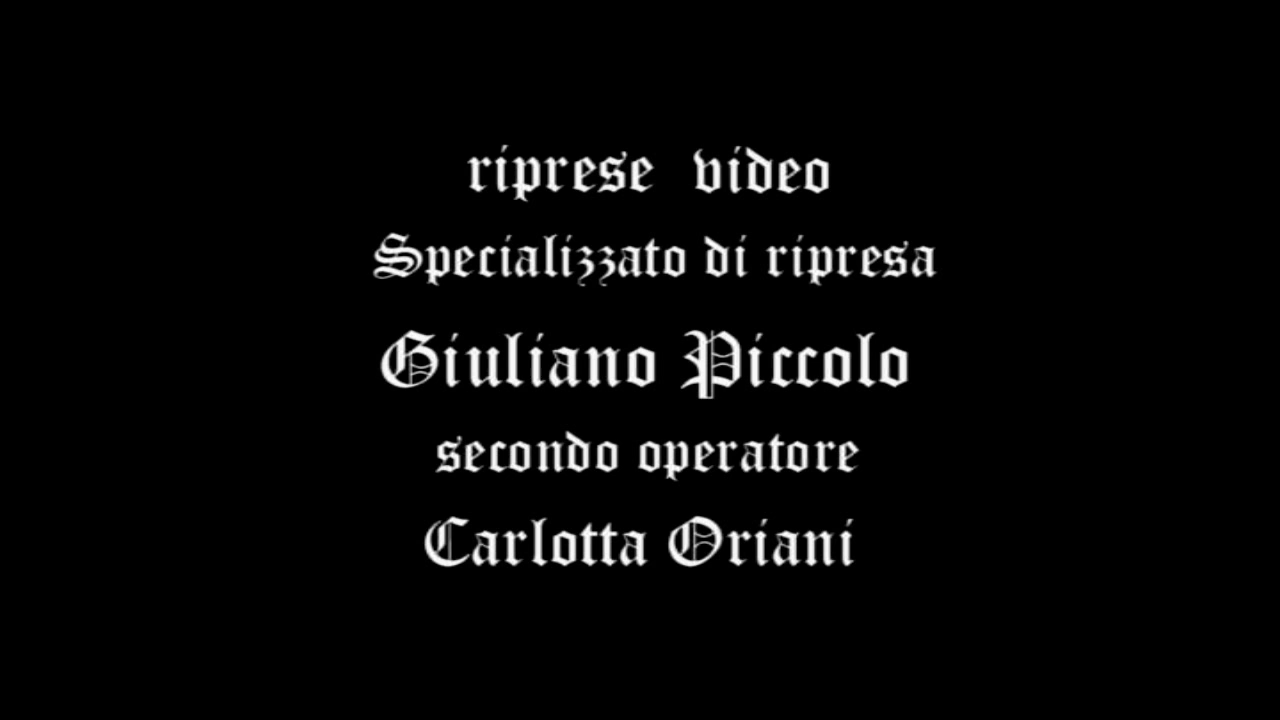 riprese video
Specializzato di ripresa
Giuliano Piccolo
secondo operatore
Carlotta Oriani